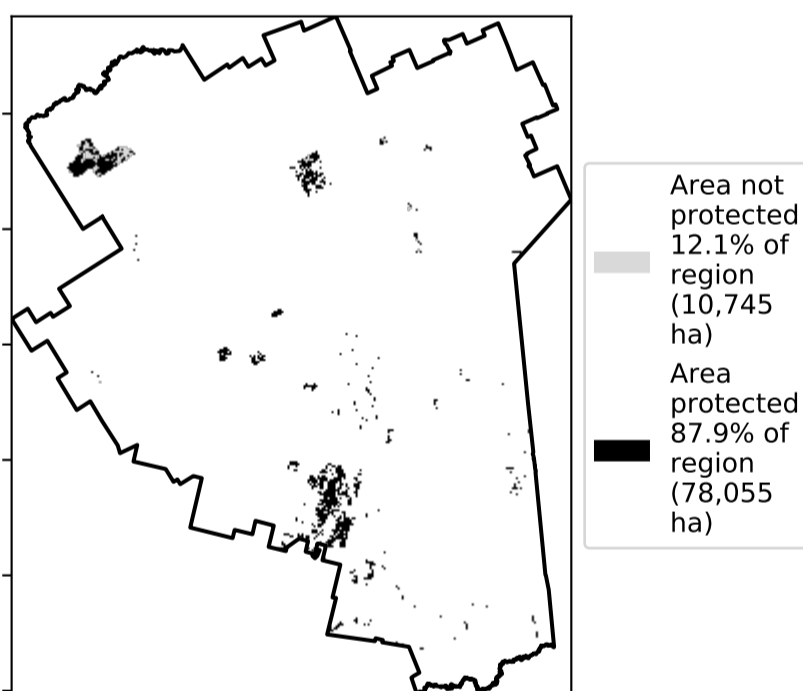 Area not
protected
12.1% of
region
(10,745
ha)
Area
protected
87.9% of
region
(78,055
ha)